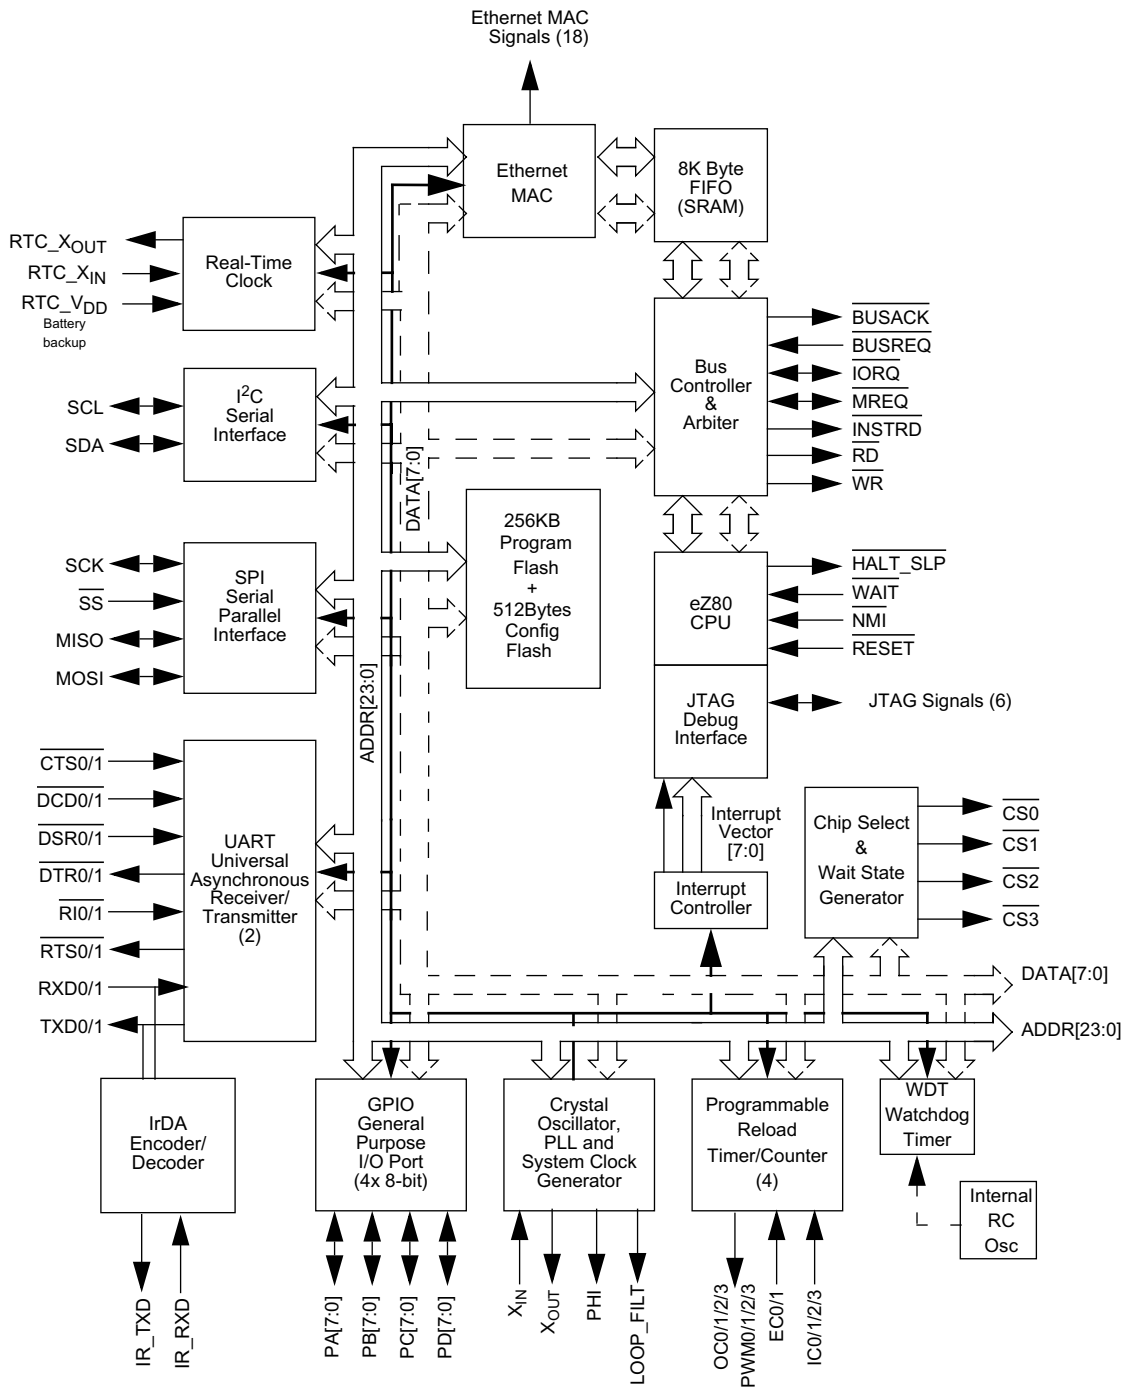 Ethernet MAC
Signals (18)
Ethernet
MAC
8K Byte
FIFO
(SRAM)
RTC_XOUT
RTC_XIN
RTC_VDD
Battery
backup
Real-Time
Clock
SCL
SDA
I2C
Serial
Interface
Bus
Controller
&
Arbiter
BUSACK
BUSREQ
IORQ
MREQ
INSTRD
RD
WR
DATA[7:0]
256KB
Program
Flash
+
512Bytes
Config
Flash
SCK
SS
MISO
MOSI
SPI
Serial
Parallel
Interface
eZ80
CPU
HALT_SLP
WAIT
NMI
RESET
ADDR[23:0]
JTAG
Debug
Interface
JTAG Signals (6)
CTS0/1
DCD0/1
DSR0/1
DTR0/1
RI0/1
RTS0/1
RXD0/1
TXD0/1
UART
Universal
Asynchronous
Receiver/
Transmitter
(2)
Interrupt
Vector
[7:0]
Interrupt
Controller
Chip Select
&
Wait State
Generator
CS0
CS1
CS2
CS3
DATA[7:0]
ADDR[23:0]
IrDA
Encoder/
Decoder
GPIO
General
Purpose
I/O Port
(4x 8-bit)
Crystal
Oscillator,
PLL and
System Clock
Generator
Programmable
Reload
Timer/Counter
(4)
WDT
Watchdog
Timer
Internal
RC
Osc
IR_TXD
IR_RXD
PA[7:0]
PB[7:0]
PC[7:0]
PD[7:0]
XIN
XOUT
PHI
LOOP_FILT
OC0/1/2/3
PWM0/1/2/3
EC0/1
IC0/1/2/3